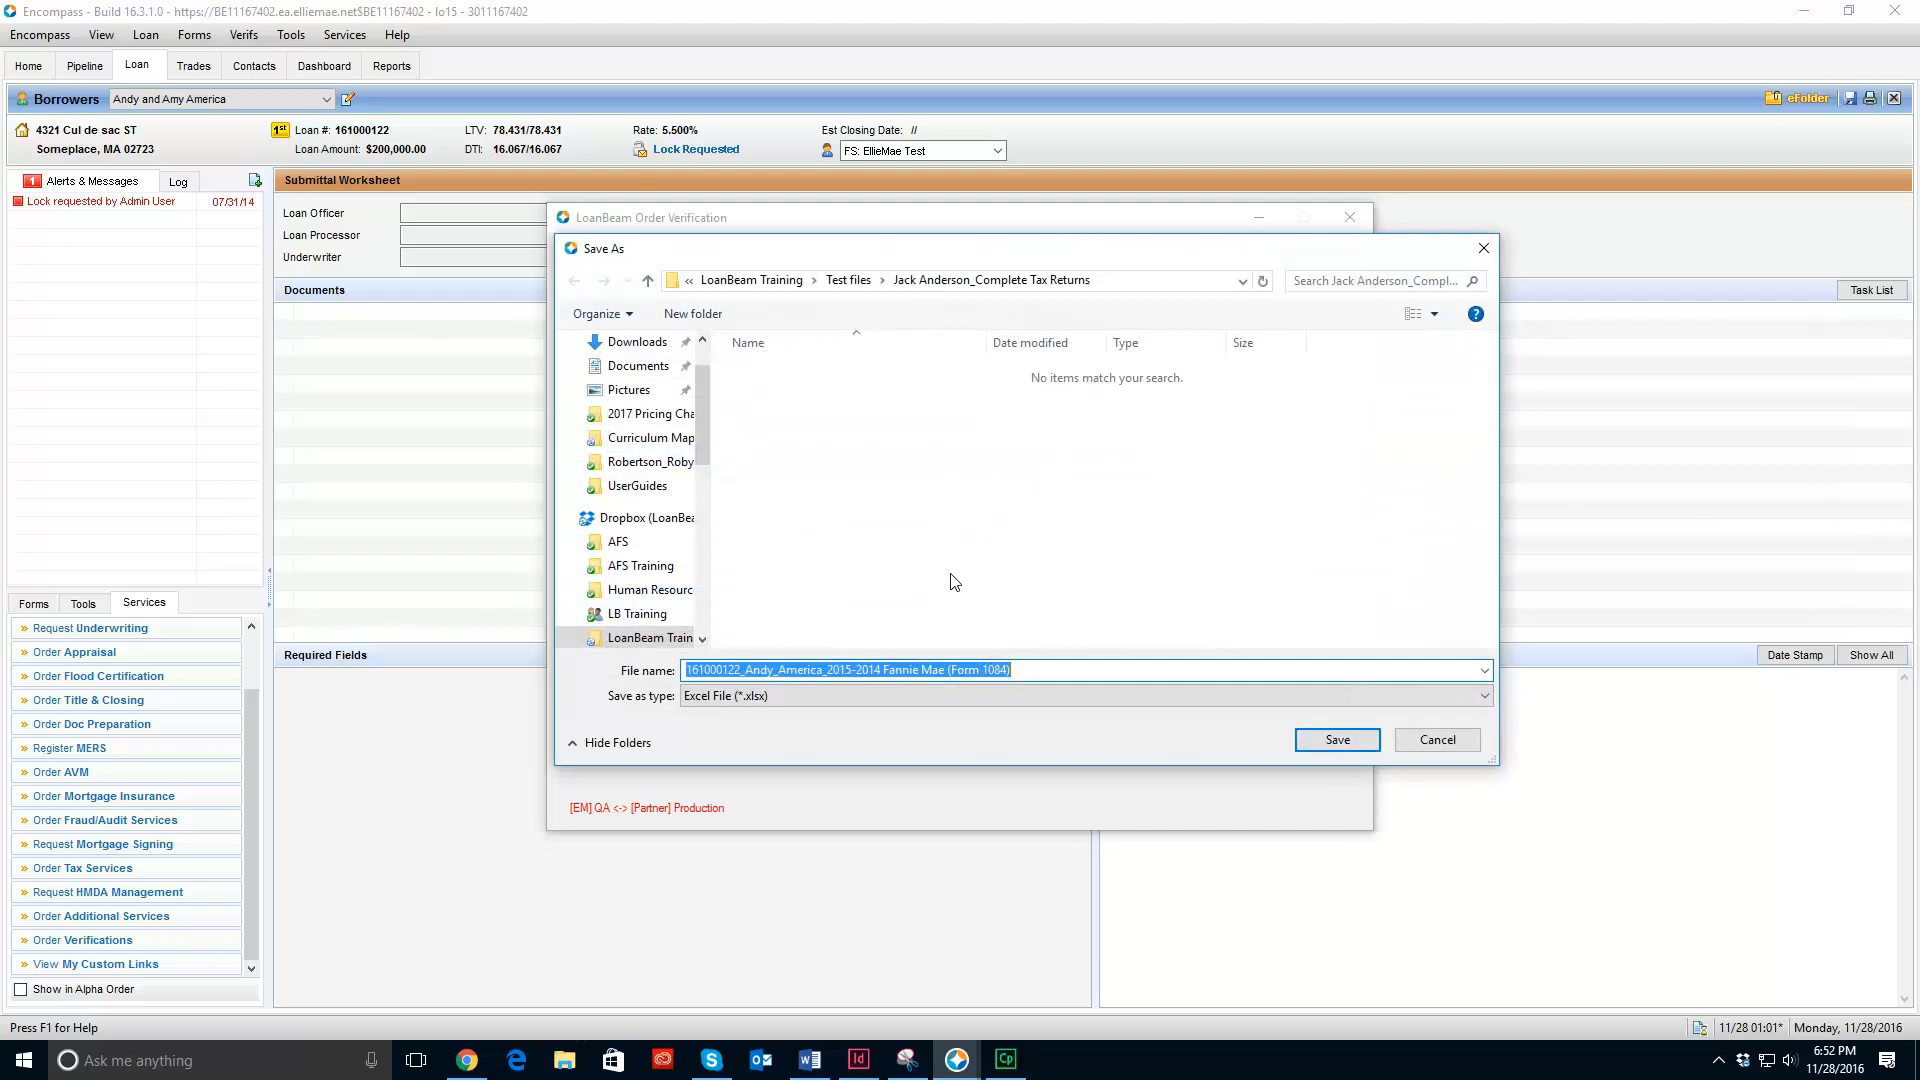 Encompass - Build 16.3.1.0 - https://BE11167402.ea.elliemae.net$BE11167402 - lo15 - 3011167402
Encompass View Loan Forms Verifs Tools Services Help
Home Pipeline Loan Trades Contacts Dashboard Reports
Borrowers Andy and Amy America eFolder
4321 Cul de sac ST 1st Loan #: 161000122 LTV: 78.431/78.431 Rate: 5.500% Est Closing Date: //
Someplace, MA 02723 Loan Amount: $200,000.00 DTI: 16.067/16.067 Lock Requested FS: EllieMae Test
1 Alerts & Messages Log
Lock requested by Admin User 07/31/14
Submittal Worksheet
Loan Officer
Loan Processor
Underwriter
Documents
Task List
LoanBeam Order Verification
Save As
« LoanBeam Training › Test files › Jack Anderson_Complete Tax Returns Search Jack Anderson_Compl...
Organize New folder
Name Date modified Type Size
No items match your search.
Downloads
Documents
Pictures
2017 Pricing Cha
Curriculum Map
Robertson_Roby
UserGuides
Dropbox (LoanBea
AFS
AFS Training
Human Resourc
LB Training
LoanBeam Train
File name: 161000122_Andy_America_2015-2014 Fannie Mae (Form 1084)
Save as type: Excel File (*.xlsx)
Hide Folders Save Cancel
[EM] QA <-> [Partner] Production
Required Fields
Date Stamp Show All
Forms Tools Services
» Request Underwriting
» Order Appraisal
» Order Flood Certification
» Order Title & Closing
» Order Doc Preparation
» Register MERS
» Order AVM
» Order Mortgage Insurance
» Order Fraud/Audit Services
» Request Mortgage Signing
» Order Tax Services
» Request HMDA Management
» Order Additional Services
» Order Verifications
» View My Custom Links
Show in Alpha Order
Press F1 for Help 11/28 01:01* Monday, 11/28/2016
Ask me anything
6:52 PM
11/28/2016